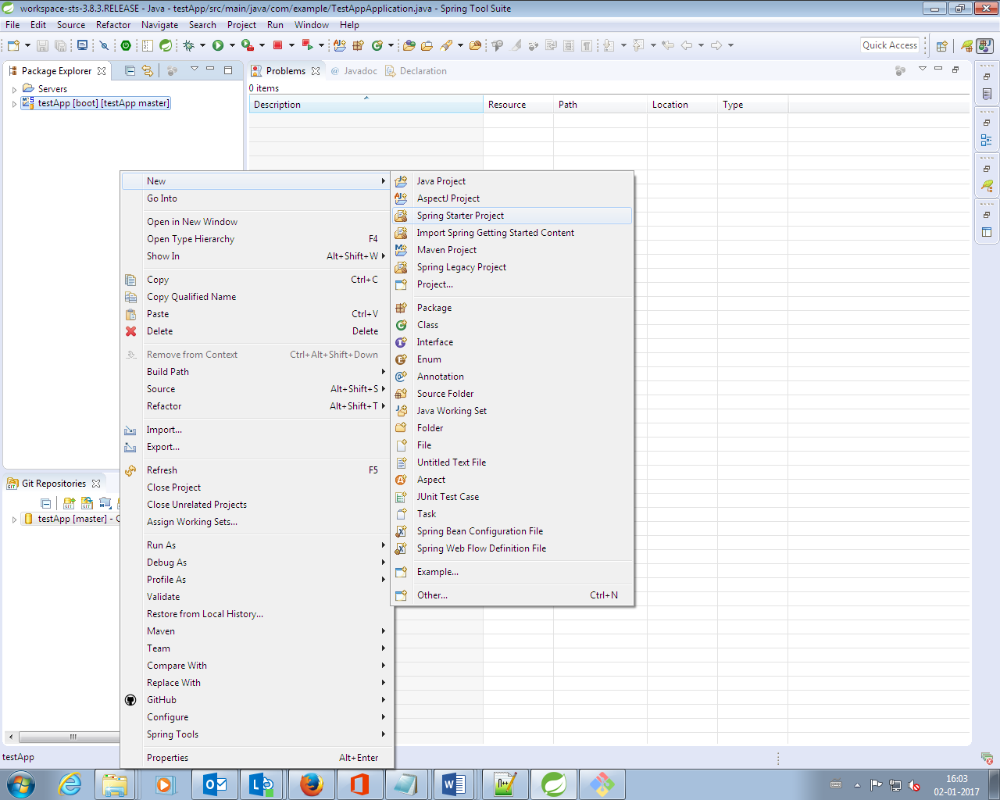 workspace-sts-3.8.3.RELEASE - Java - testApp/src/main/java/com/example/TestAppApplication.java - Spring Tool Suite
File Edit Source Refactor Navigate Search Project Run Window Help
Quick Access
Package Explorer
Problems @ Javadoc Declaration
0 items
Servers
testApp [boot] [testApp master]
Description Resource Path Location Type
New
Go Into
Open in New Window
Open Type Hierarchy F4
Show In Alt+Shift+W
Copy Ctrl+C
Copy Qualified Name
Paste Ctrl+V
Delete Delete
Remove from Context Ctrl+Alt+Shift+Down
Build Path
Source Alt+Shift+S
Refactor Alt+Shift+T
Import...
Export...
Refresh F5
Close Project
Close Unrelated Projects
Assign Working Sets...
Run As
Debug As
Profile As
Validate
Restore from Local History...
Maven
Team
Compare With
Replace With
GitHub
Configure
Spring Tools
Properties Alt+Enter
Java Project
AspectJ Project
Spring Starter Project
Import Spring Getting Started Content
Maven Project
Spring Legacy Project
Project...
Package
Class
Interface
Enum
Annotation
Source Folder
Java Working Set
Folder
File
Untitled Text File
Aspect
JUnit Test Case
Task
Spring Bean Configuration File
Spring Web Flow Definition File
Example...
Other... Ctrl+N
Git Repositories
testApp [master] -
testApp
16:03
02-01-2017